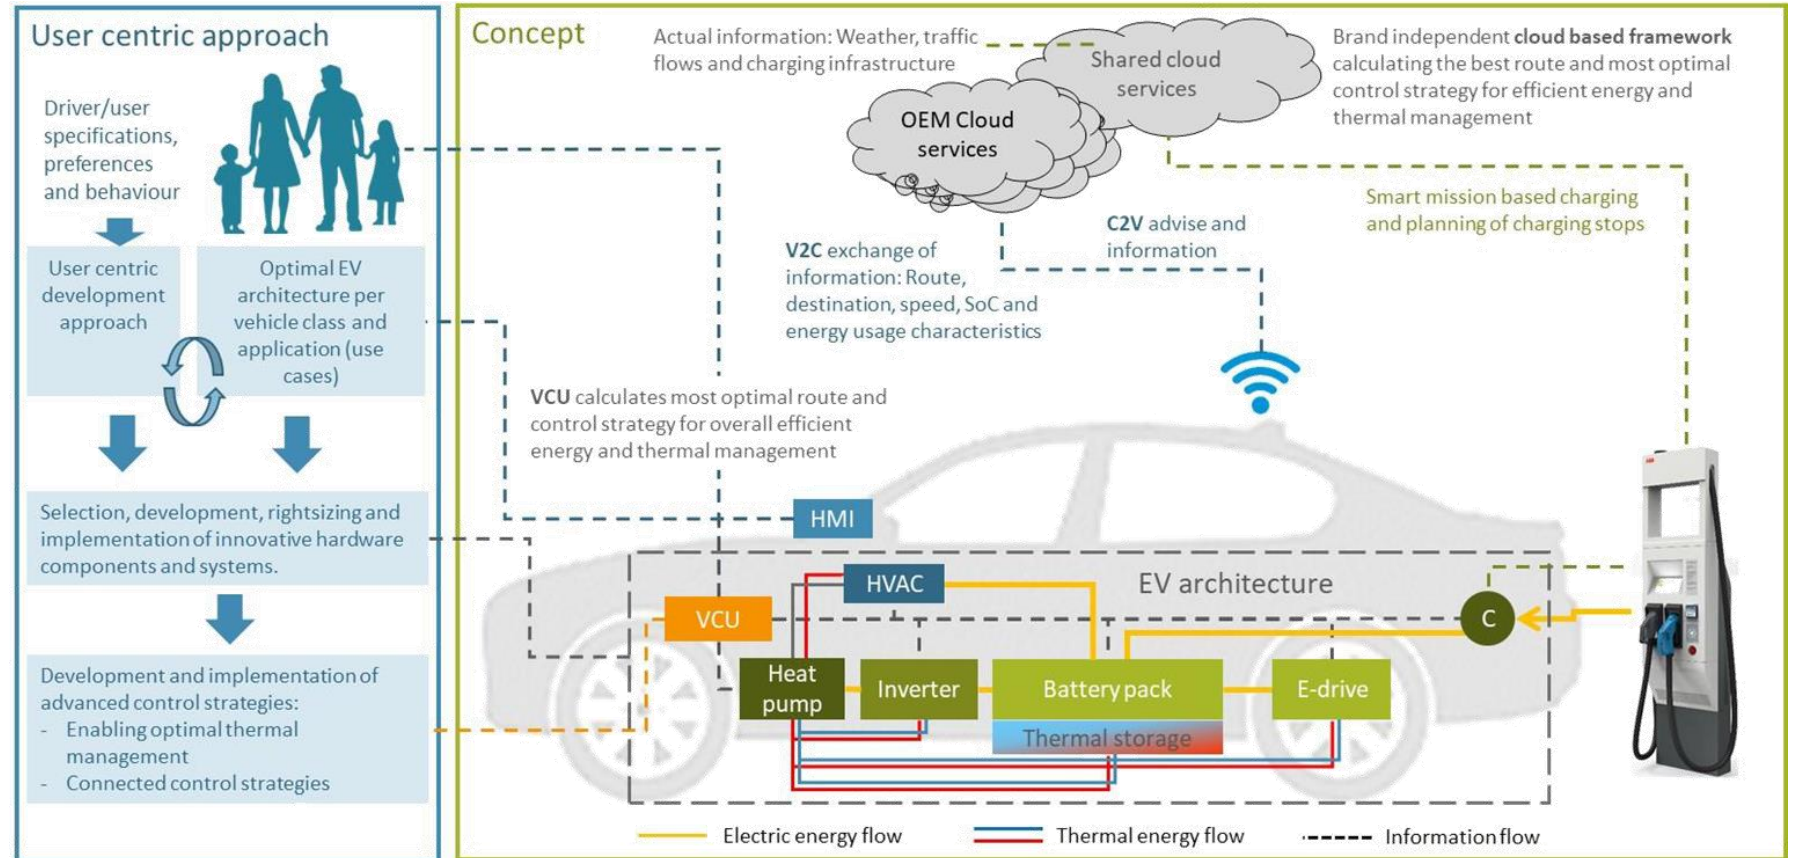 User centric approach
Driver/user
specifications,
preferences
and behaviour
User centric
development
approach
Optimal EV
architecture per
vehicle class and
application (use
cases)
Selection, development, rightsizing and
implementation of innovative hardware
components and systems.
Development and implementation of
advanced control strategies:
- Enabling optimal thermal
management
- Connected control strategies
Concept
Actual information: Weather, traffic
flows and charging infrastructure
Shared cloud
services
OEM Cloud
services
Brand independent cloud based framework
calculating the best route and most optimal
control strategy for efficient energy and
thermal management
Smart mission based charging
and planning of charging stops
C2V advise and
information
V2C exchange of
information: Route,
destination, speed, SoC and
energy usage characteristics
VCU calculates most optimal route and
control strategy for overall efficient
energy and thermal management
HMI
HVAC
EV architecture
VCU
C
Heat
pump
Inverter
Battery pack
E-drive
Thermal storage
ABB
Electric energy flow
Thermal energy flow
Information flow